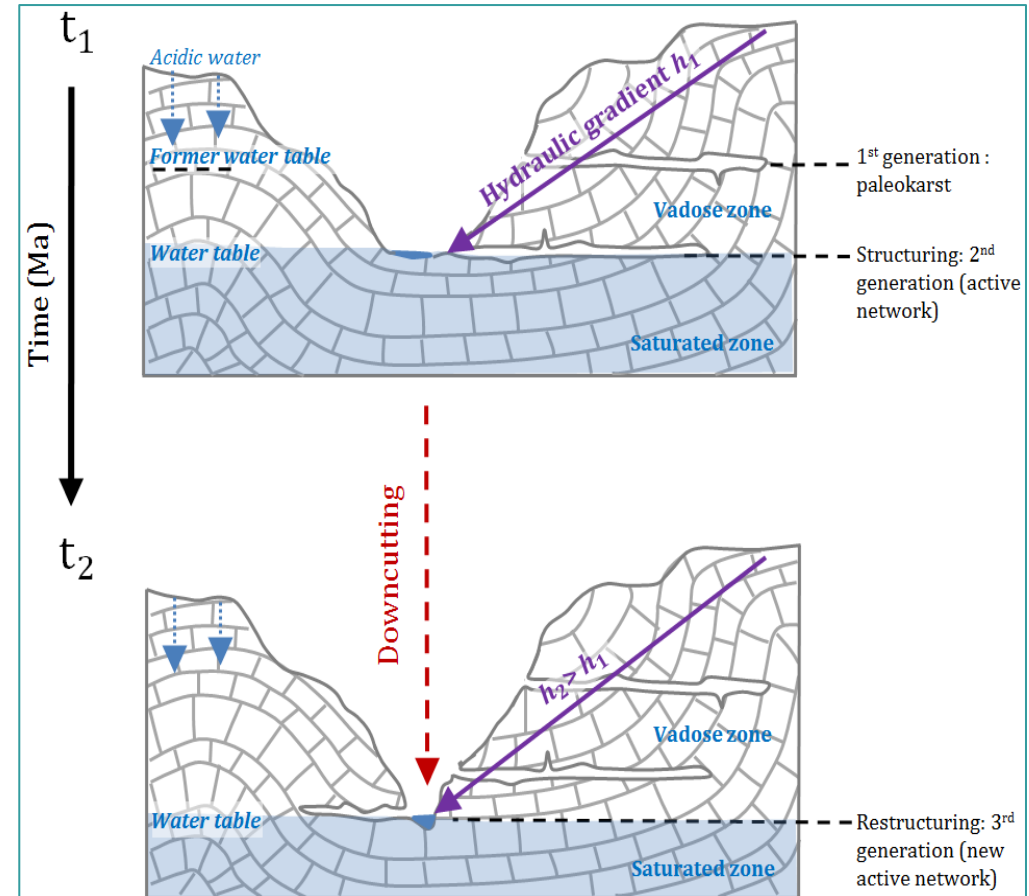 t1
Acidic water
Former water table
Water table
Hydraulic gradient h1
Vadose zone
Saturated zone
1st generation :
paleokarst
Structuring: 2nd
generation (active
network)
Time (Ma)
Downcutting
t2
h2> h1
Vadose zone
Water table
Saturated zone
Restructuring: 3rd
generation (new
active network)